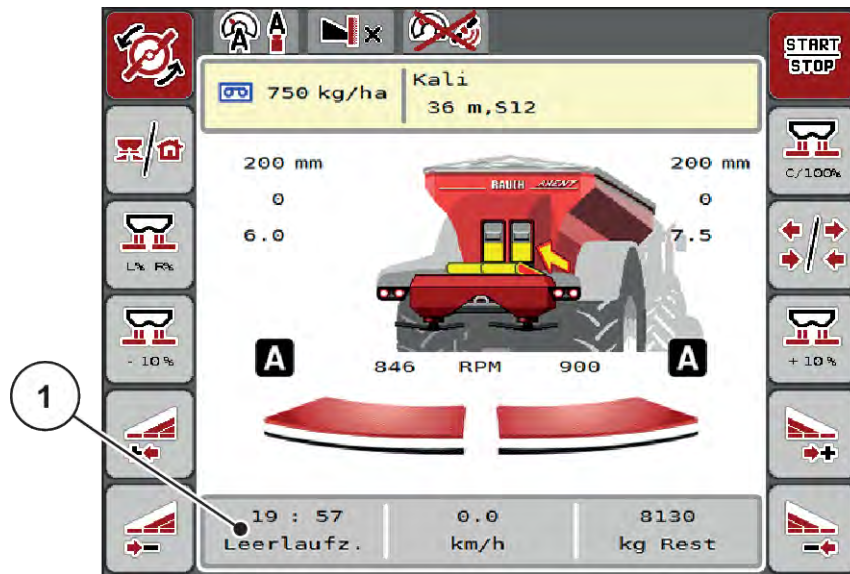 A A
START
STOP
750 kg/ha
Kali
36 m,S12
C/100%
200 mm
200 mm
0
0
6.0
7.5
RAUCH AXENT
L% R%
- 10 %
+ 10 %
A
A
846 RPM 900
1
19 : 57
Leerlaufz.
0.0
km/h
8130
kg Rest